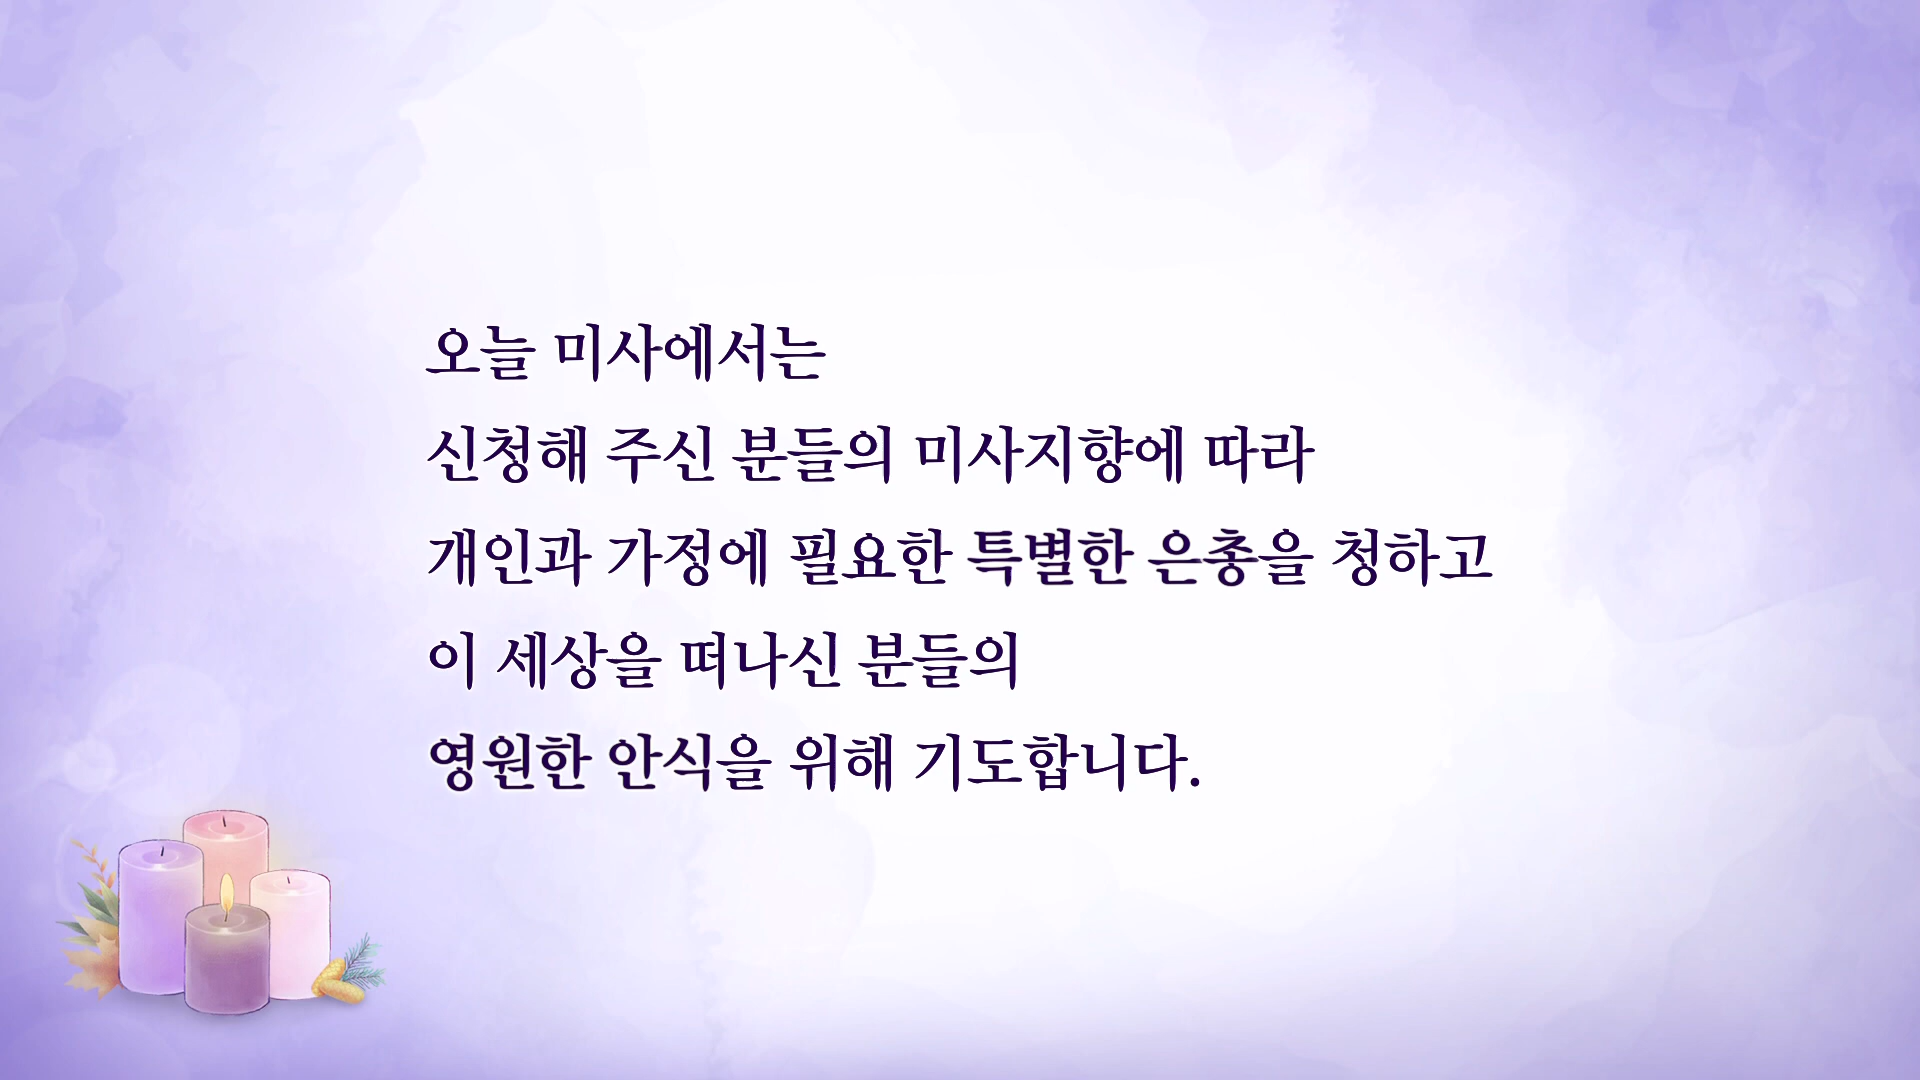 오늘 미사에서는
신청해 주신 분들의 미사지향에 따라
개인과 가정에 필요한 특별한 은총을 청하고
이 세상을 떠나신 분들의
영원한 안식을 위해 기도합니다.